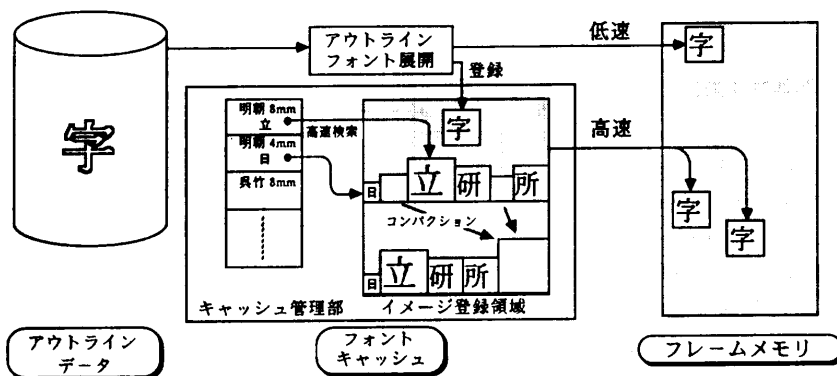 字
アウトライン
フォント展開
低速
字
登録
明朝 8mm
立
高速検索
字
高速
明朝 4mm
日
呉竹 8mm
日
立
研
所
字
字
コンパクション
日
立
研
所
キャッシュ管理部
イメージ登録領域
アウトライン
データ
フォント
キャッシュ
フレームメモリ